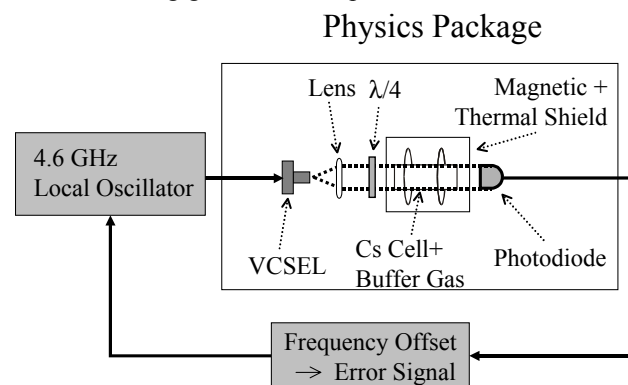 Physics Package
Lens λ/4
Magnetic +
Thermal Shield
4.6 GHz
Local Oscillator
VCSEL
Cs Cell+
Buffer Gas
Photodiode
Frequency Offset
→ Error Signal